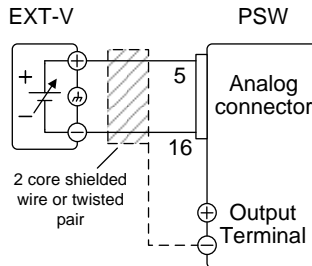 EXT-V
PSW
+
−
5
16
Analog
connector
2 core shielded
wire or twisted
pair
Output
Terminal
+
−